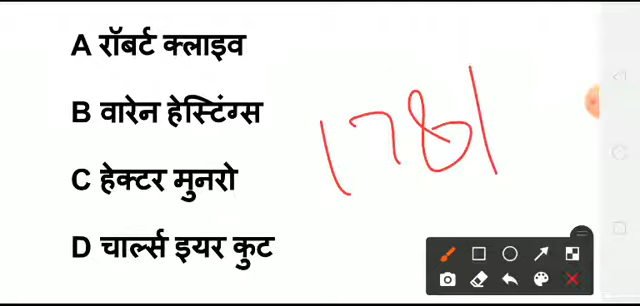 A रॉबर्ट क्लाइव
B वारेन हेस्टिंग्स
C हेक्टर मुनरो
D चार्ल्स इयर कुट
1781